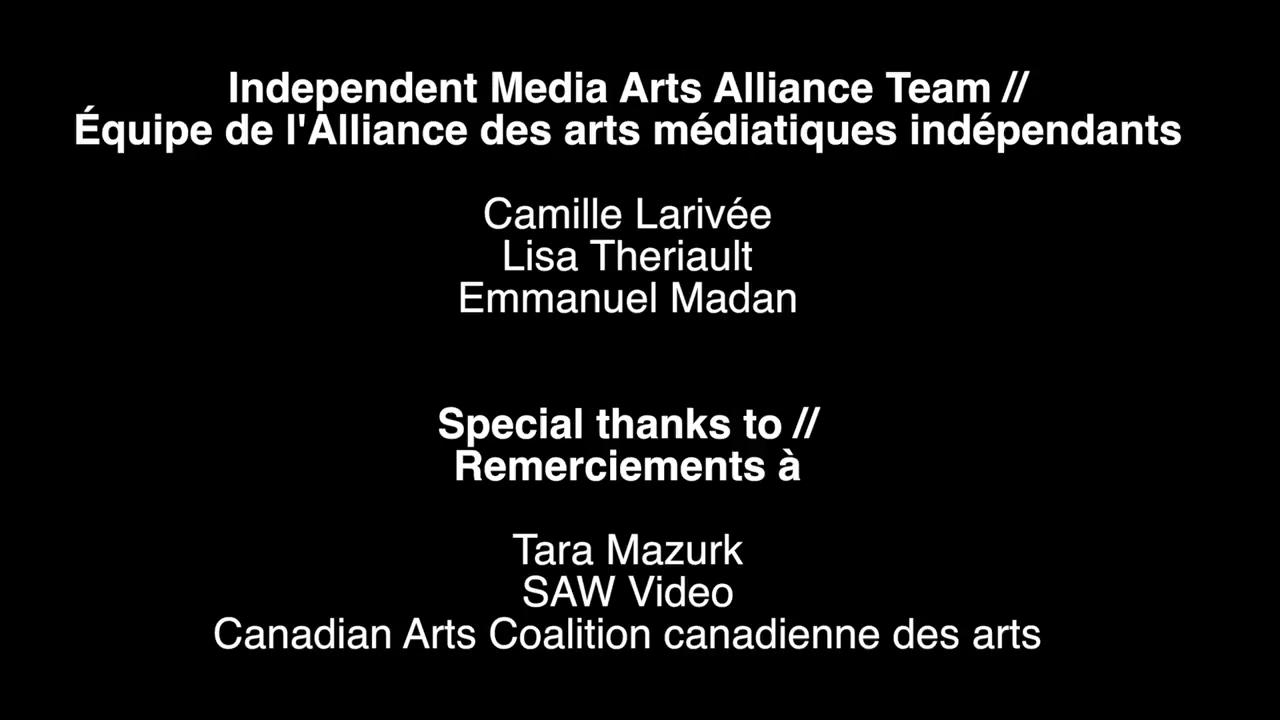 Independent Media Arts Alliance Team //
Équipe de l'Alliance des arts médiatiques indépendants
Camille Larivée
Lisa Theriault
Emmanuel Madan
Special thanks to //
Remerciements à
Tara Mazurk
SAW Video
Canadian Arts Coalition canadienne des arts